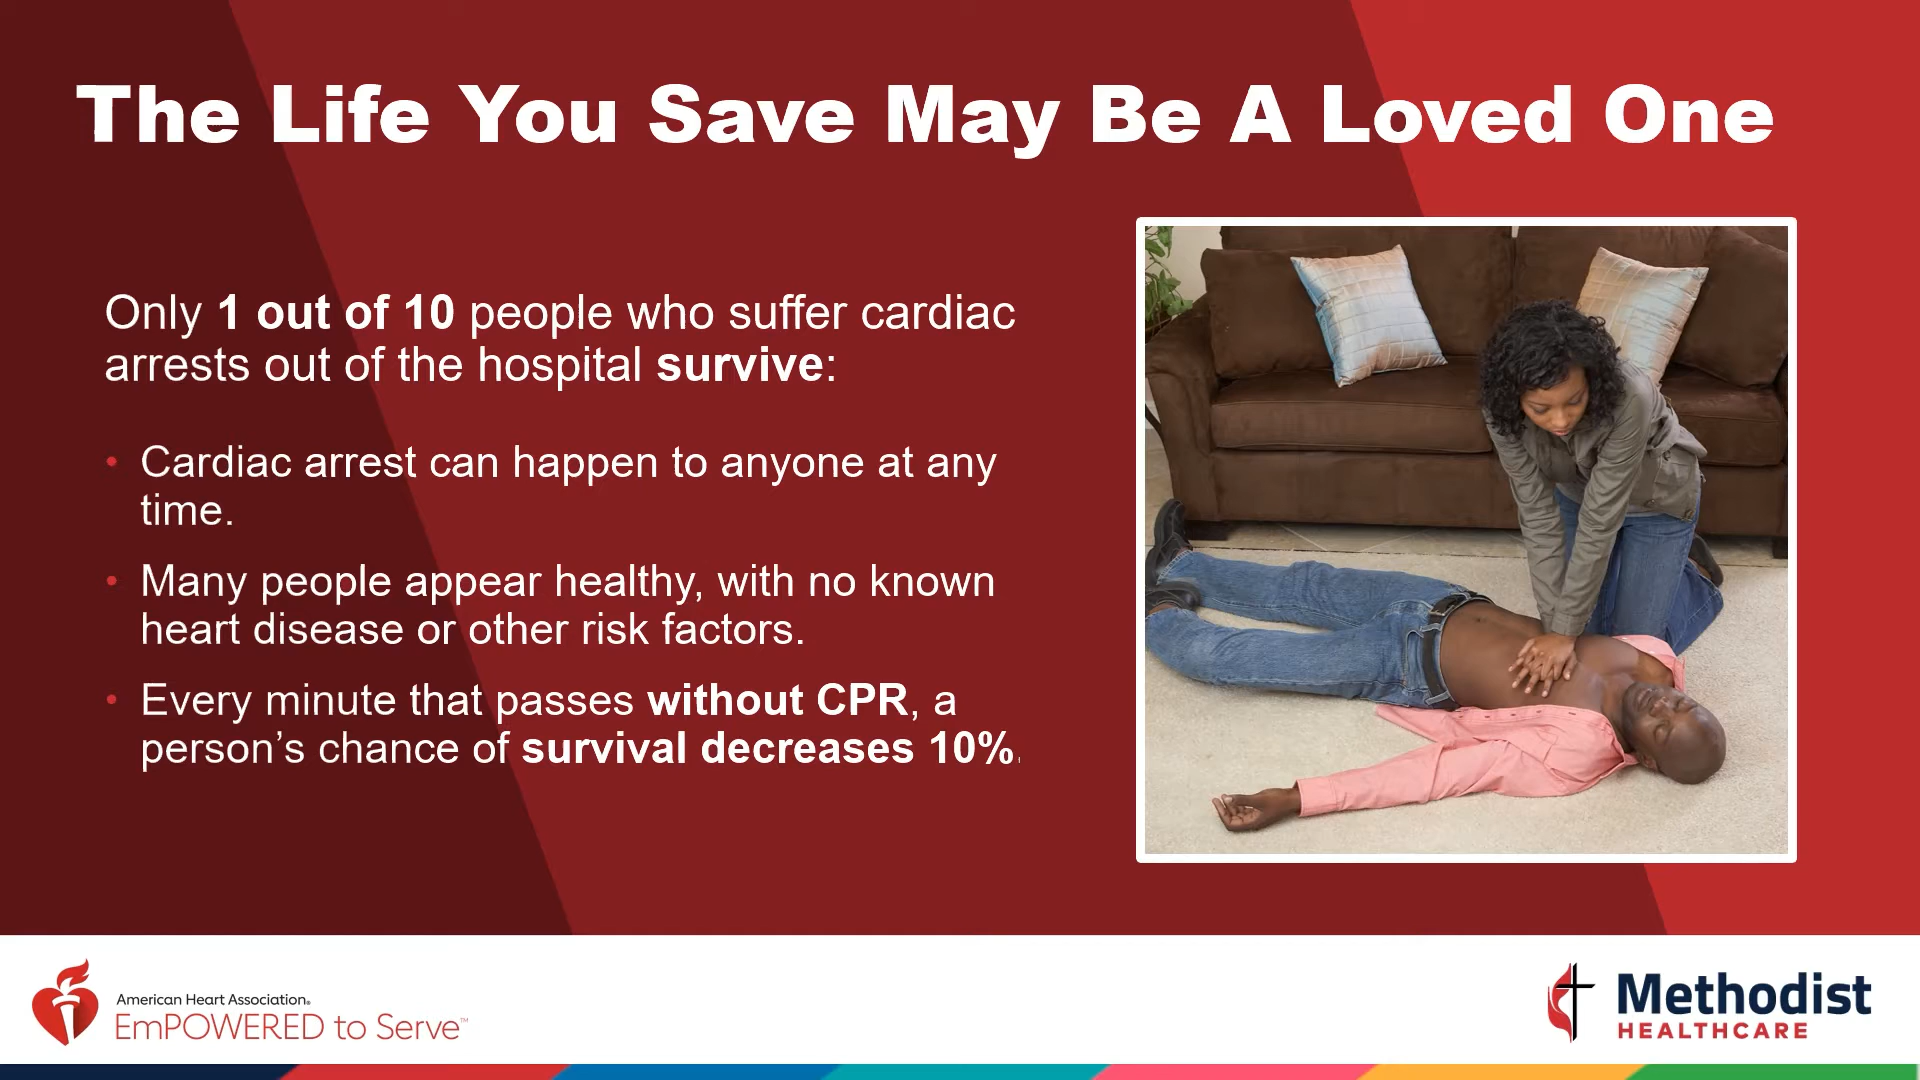 The Life You Save May Be A Loved One
Only 1 out of 10 people who suffer cardiac
arrests out of the hospital survive:
• Cardiac arrest can happen to anyone at any
time.
• Many people appear healthy, with no known
heart disease or other risk factors.
• Every minute that passes without CPR, a
person’s chance of survival decreases 10%.
American Heart Association®
EmPOWERED to Serve™
Methodist
HEALTHCARE